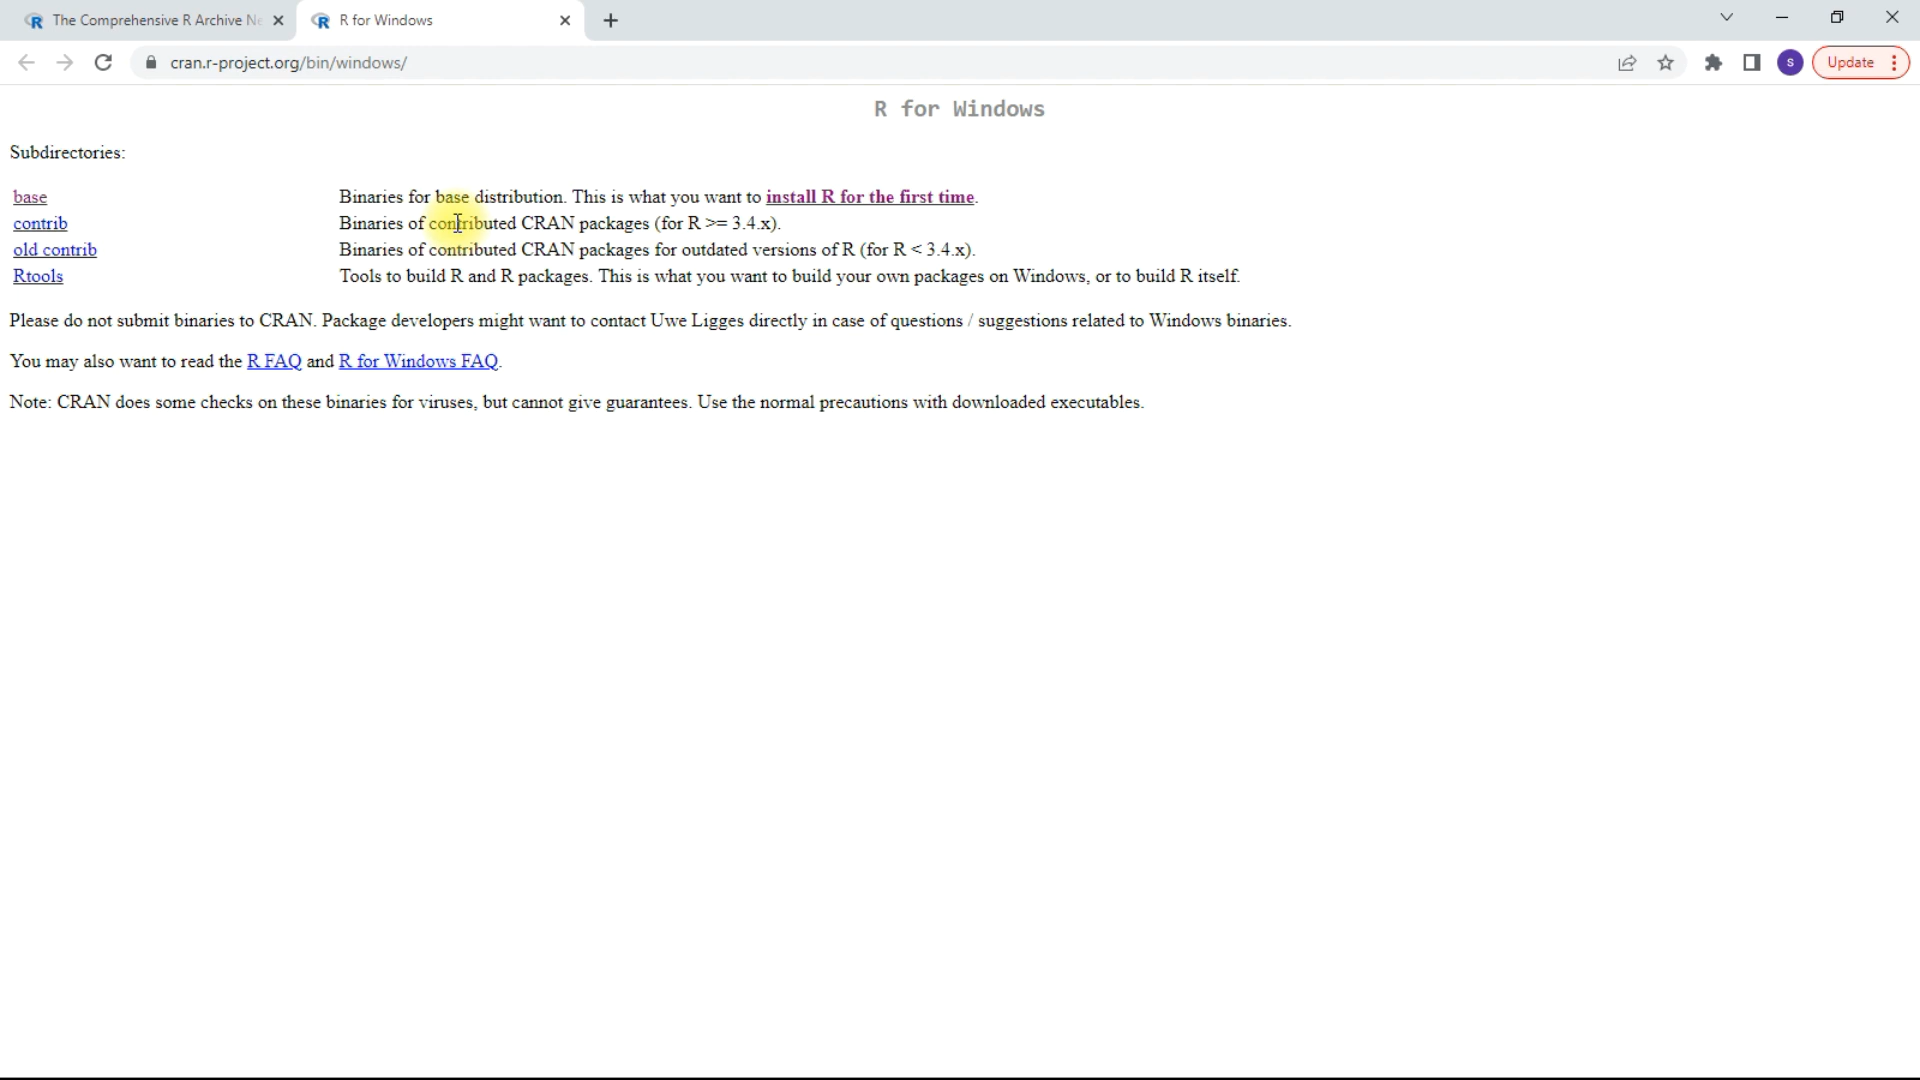 The Comprehensive R Archive Ne
R for Windows
cran.r-project.org/bin/windows/
S
Update
R for Windows
Subdirectories:
base Binaries for base distribution. This is what you want to install R for the first time.
contrib Binaries of contributed CRAN packages (for R >= 3.4.x).
old contrib Binaries of contributed CRAN packages for outdated versions of R (for R < 3.4.x).
Rtools Tools to build R and R packages. This is what you want to build your own packages on Windows, or to build R itself.
Please do not submit binaries to CRAN. Package developers might want to contact Uwe Ligges directly in case of questions / suggestions related to Windows binaries.
You may also want to read the R FAQ and R for Windows FAQ.
Note: CRAN does some checks on these binaries for viruses, but cannot give guarantees. Use the normal precautions with downloaded executables.